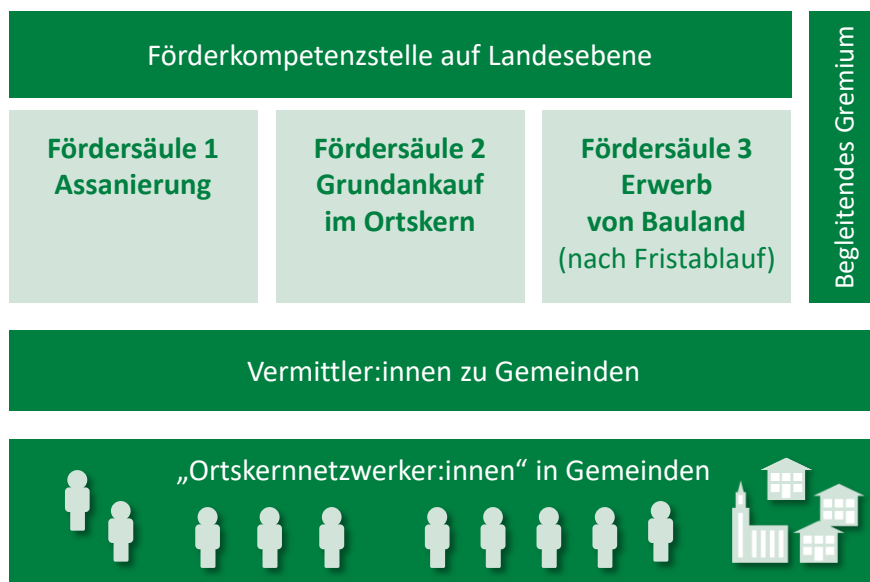 Förderkompetenzstelle auf Landesebene
Begleitendes Gremium
Fördersäule 1
Assanierung
Fördersäule 2
Grundankauf
im Ortskern
Fördersäule 3
Erwerb
von Bauland
(nach Fristablauf)
Vermittler:innen zu Gemeinden
„Ortskernnetzwerker:innen“ in Gemeinden